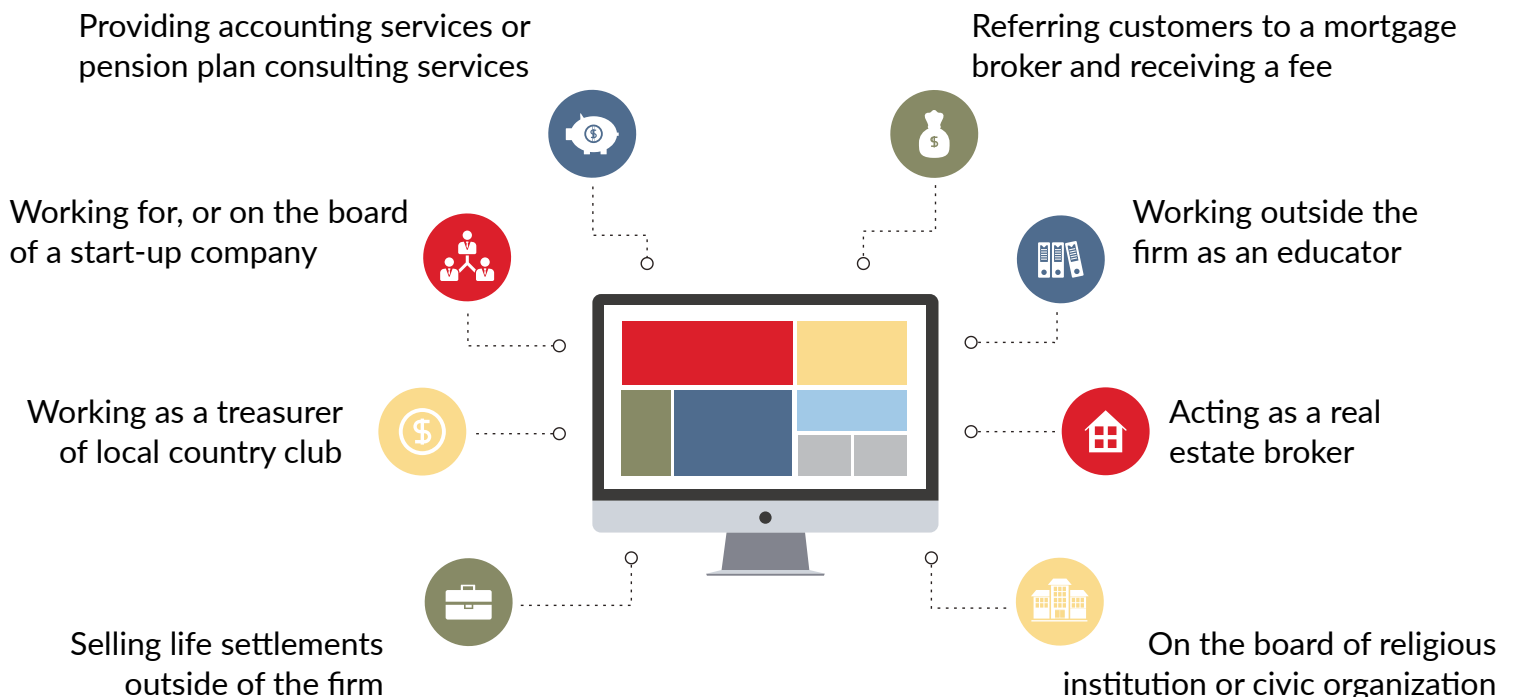 Providing accounting services or
pension plan consulting services
Referring customers to a mortgage
broker and receiving a fee
Working for, or on the board
of a start-up company
Working outside the
firm as an educator
Working as a treasurer
of local country club
Acting as a real
estate broker
Selling life settlements
outside of the firm
On the board of religious
institution or civic organization
$
$
$